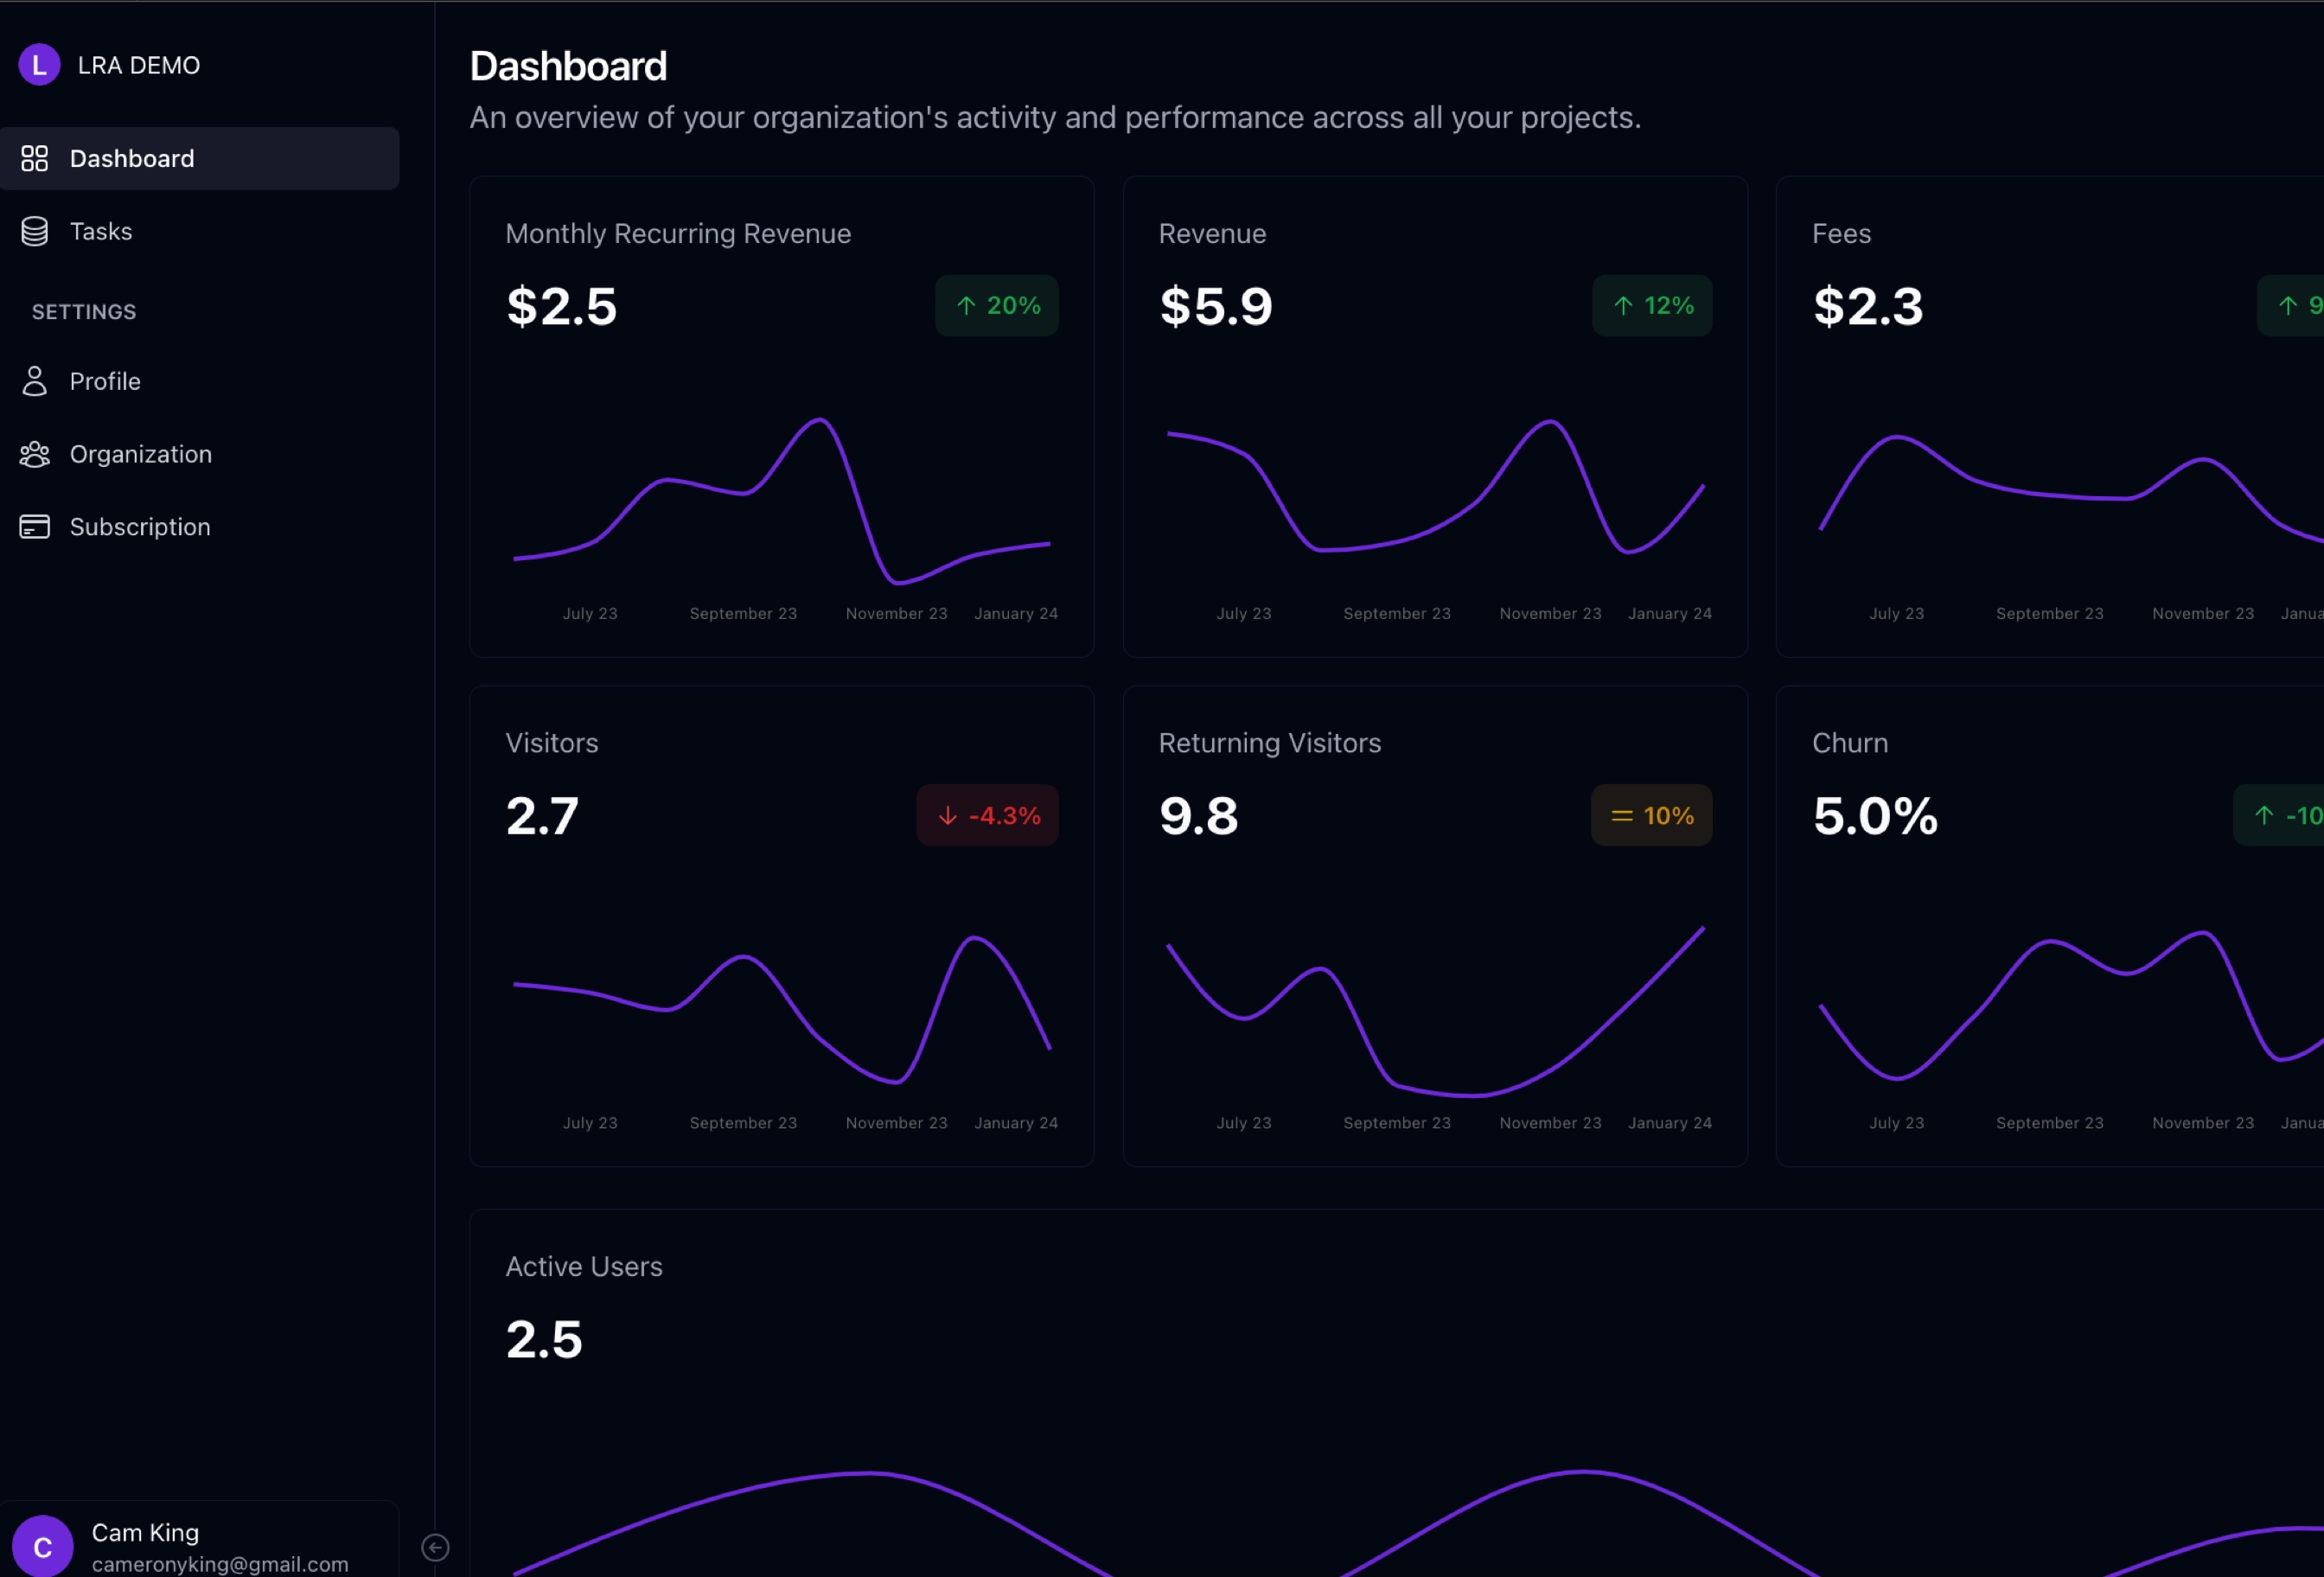 L LRA DEMO
Dashboard
Tasks
SETTINGS
Profile
Organization
Subscription
C
Cam King
cameronyking@gmail.com
Dashboard
An overview of your organization's activity and performance across all your projects.
Monthly Recurring Revenue
$2.5
↑ 20%
July 23 September 23 November 23 January 24
Revenue
$5.9
↑ 12%
July 23 September 23 November 23 January 24
Fees
$2.3
↑ 9
July 23 September 23 November 23
Visitors
2.7
↓ -4.3%
July 23 September 23 November 23 January 24
Returning Visitors
9.8
= 10%
July 23 September 23 November 23 January 24
Churn
5.0%
↑ -10
July 23 September 23 November 23
Active Users
2.5